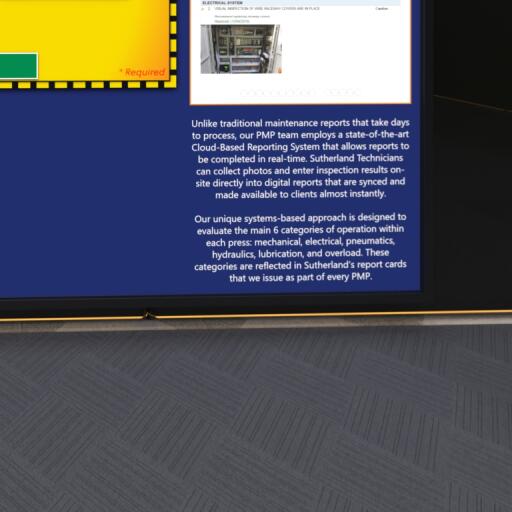 ELECTRICAL SYSTEM
2 VISUAL INSPECTION OF WIRE RACEWAY COVERS ARE IN PLACE
* Required
Unlike traditional maintenance reports that take days
to process, our PMP team employs a state-of-the-art
Cloud-Based Reporting System that allows reports to
be completed in real-time. Sutherland Technicians
can collect photos and enter inspection results on-
site directly into digital reports that are synced and
made available to clients almost instantly.
Our unique systems-based approach is designed to
evaluate the main 6 categories of operation within
each press: mechanical, electrical, pneumatics,
hydraulics, lubrication, and overload. These
categories are reflected in Sutherland's report cards
that we issue as part of every PMP.